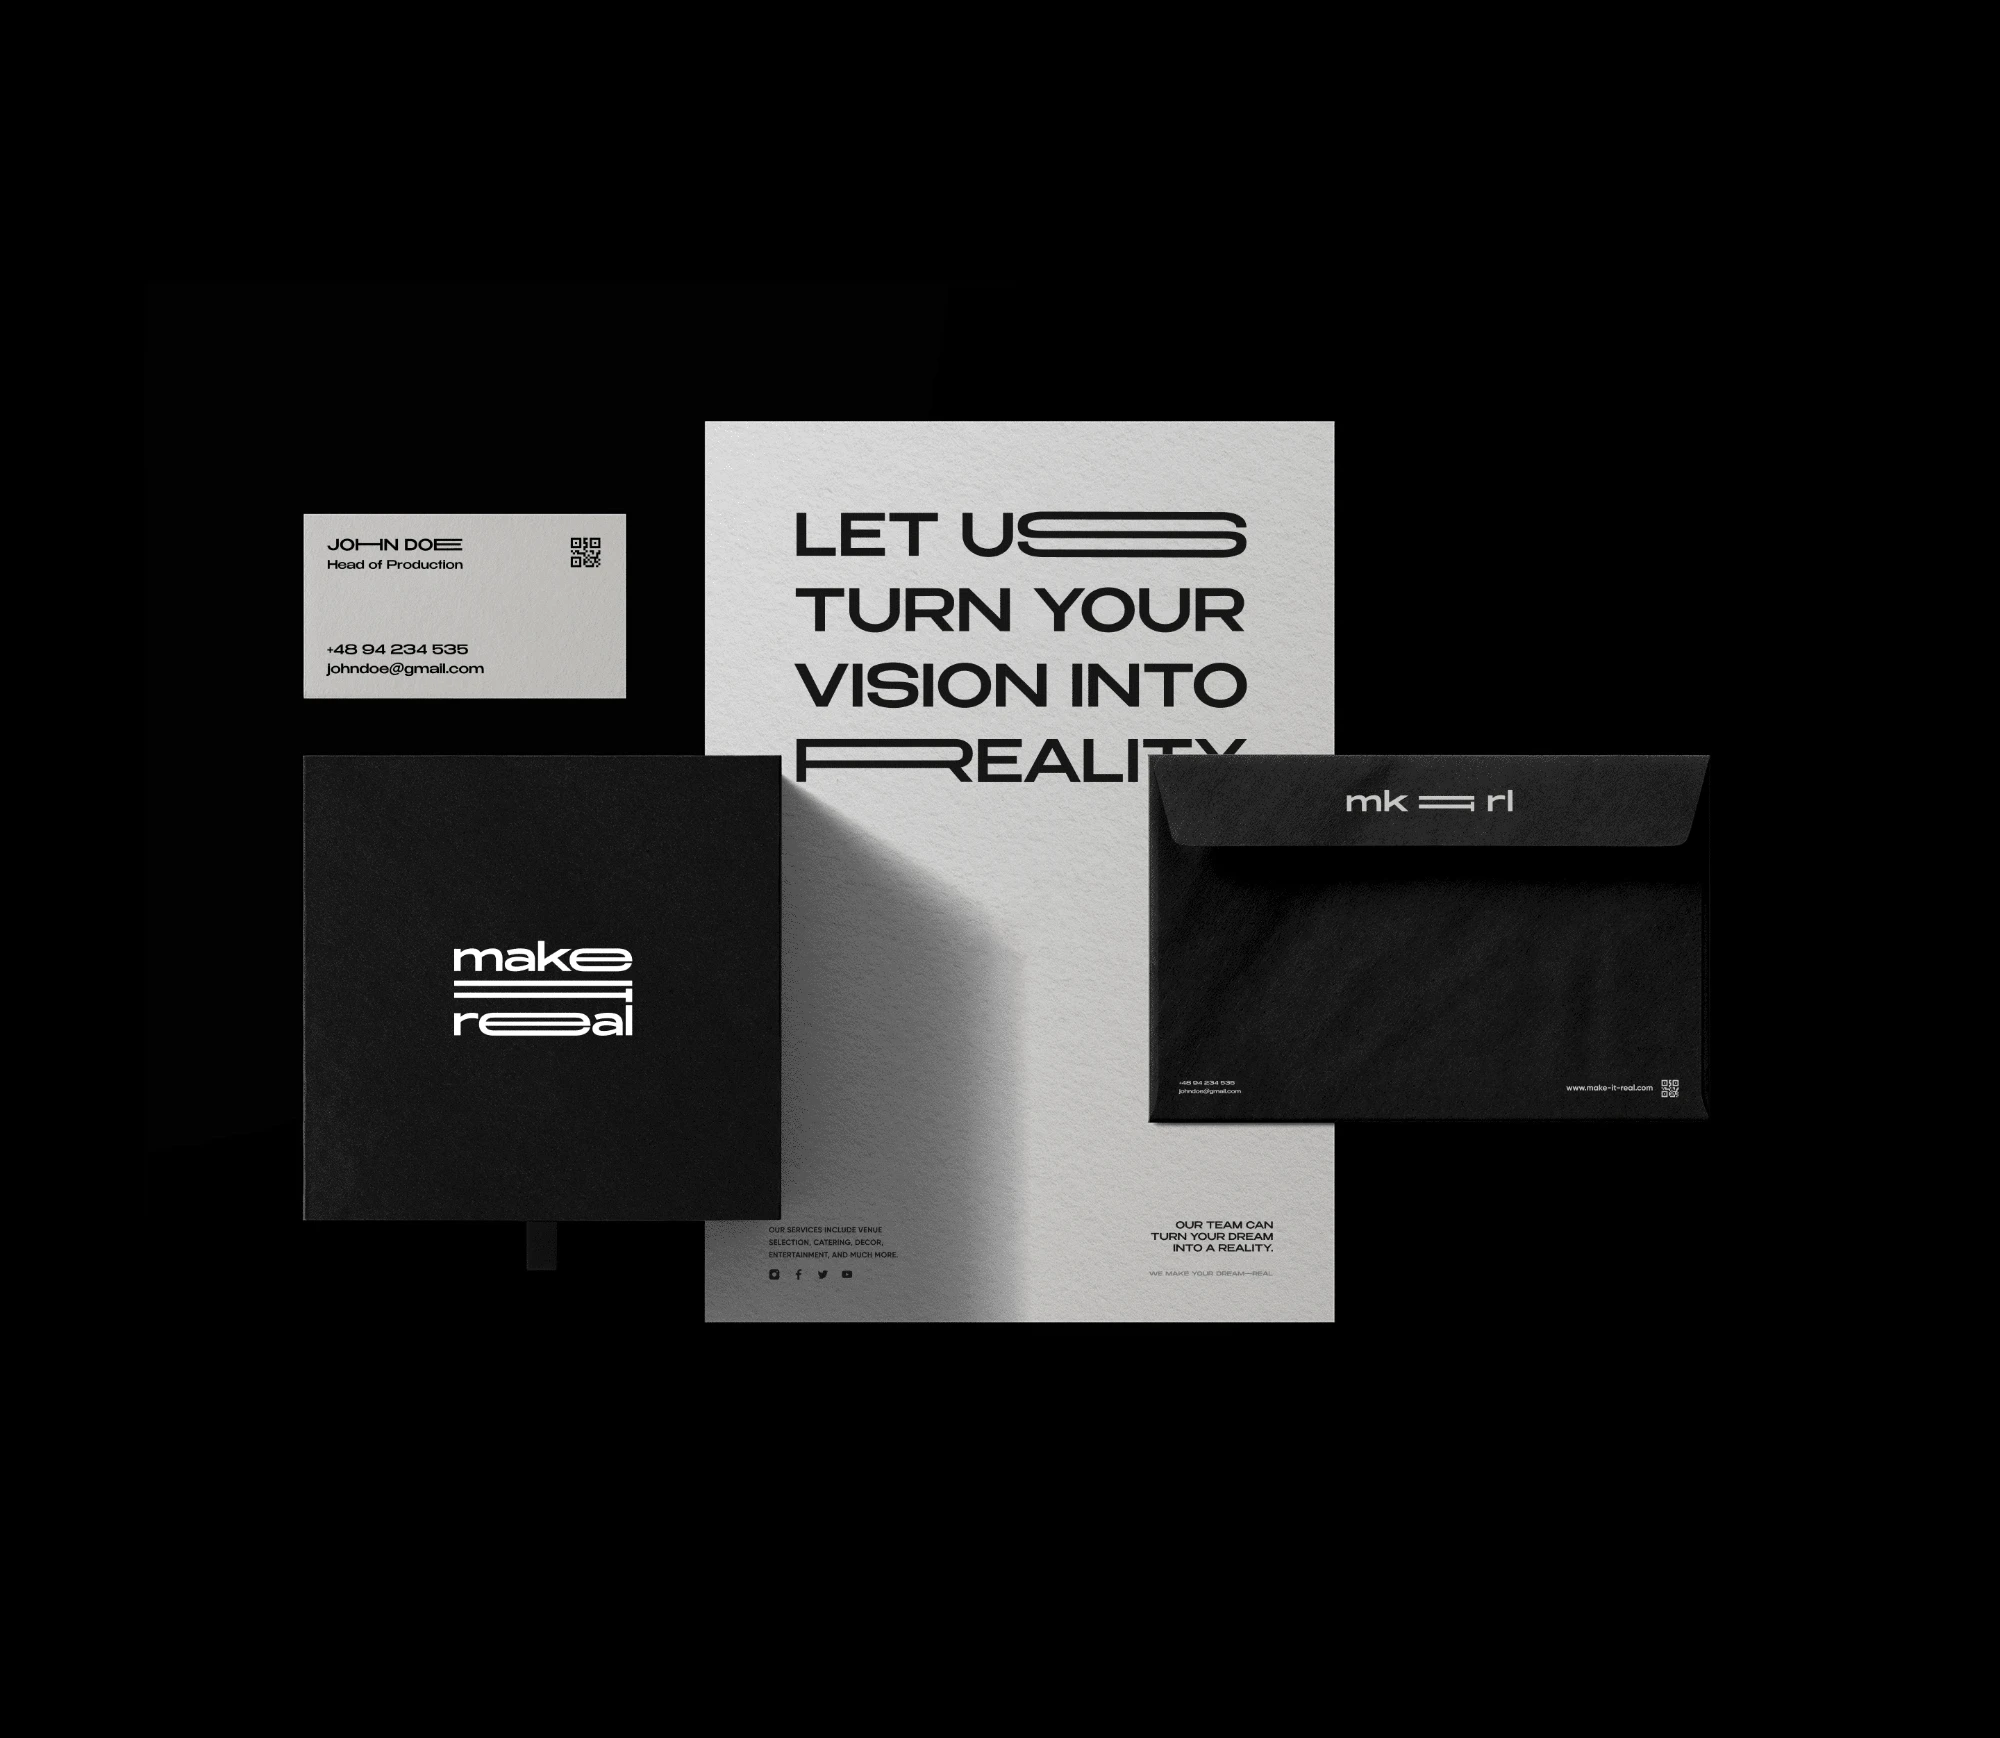 JOHN DOE
Head of Production
+48 94 234 535
johndoe@gmail.com
LET US
TURN YOUR
VISION INTO
REALITY
make
IT
real
mk IT rl
+48 94 234 535
johndoe@gmail.com
www.make-it-real.com
OUR SERVICES INCLUDE VENUE
SELECTION, CATERING, DECOR,
ENTERTAINMENT, AND MUCH MORE.
OUR TEAM CAN
TURN YOUR DREAM
INTO A REALITY.
WE MAKE YOUR DREAM—REAL